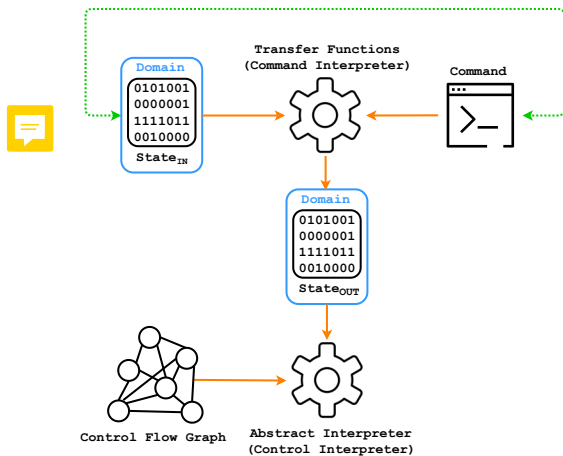 Transfer Functions
(Command Interpreter)
Domain
0101001
0000001
1111011
0010000
StateIN
Command
>_
Domain
0101001
0000001
1111011
0010000
StateOUT
Control Flow Graph
Abstract Interpreter
(Control Interpreter)